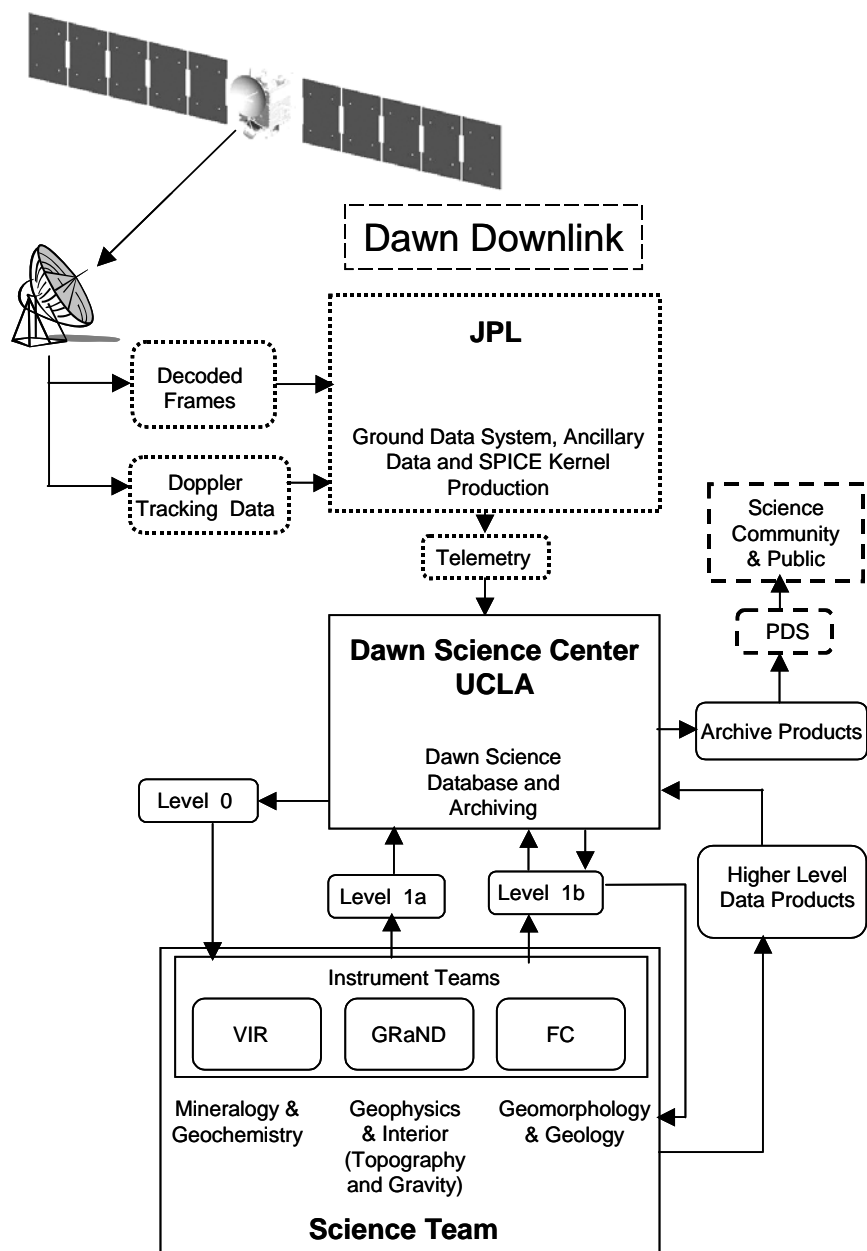 Dawn Downlink
JPL
Ground Data System, Ancillary
Data and SPICE Kernel
Production
Decoded
Frames
Doppler
Tracking Data
Telemetry
Science
Community
& Public
PDS
Archive Products
Dawn Science Center
UCLA
Dawn Science
Database and
Archiving
Level 0
Level 1a
Level 1b
Higher Level
Data Products
Instrument Teams
VIR
GRaND
FC
Mineralogy &
Geochemistry
Geophysics
& Interior
(Topography
and Gravity)
Geomorphology
& Geology
Science Team